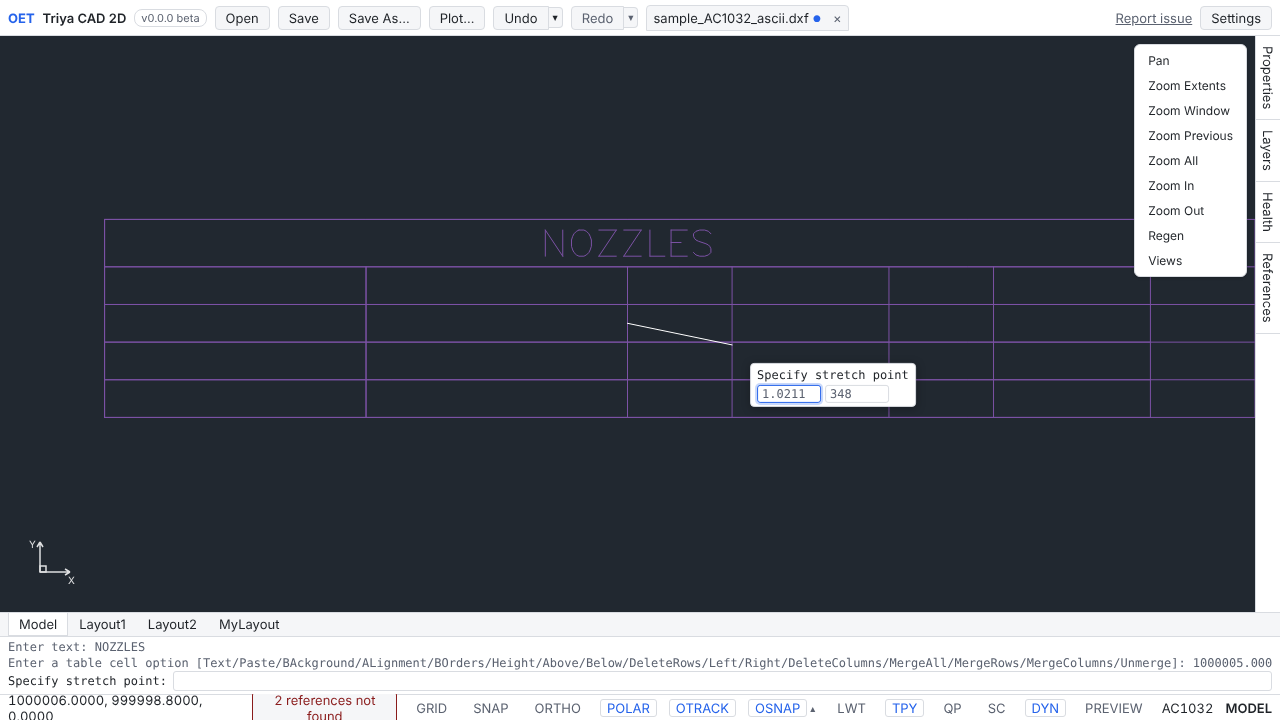 OET Triya CAD 2D v0.0.0 beta Open Save Save As... Plot... Undo ▾ Redo ▾ sample_AC1032_ascii.dxf × Report issue Settings
Pan
Zoom Extents
Zoom Window
Zoom Previous
Zoom All
Zoom In
Zoom Out
Regen
Views
Properties
Layers
Health
References
NOZZLES
Specify stretch point
1.0211 348
Y
X
Model Layout1 Layout2 MyLayout
Enter text: NOZZLES
Enter a table cell option [Text/Paste/BAckground/ALignment/BOrders/Height/Above/Below/DeleteRows/Left/Right/DeleteColumns/MergeAll/MergeRows/MergeColumns/Unmerge]: 1000005.000
Specify stretch point:
1000006.0000, 999998.8000,
0.0000
2 references not
found
GRID SNAP ORTHO POLAR OTRACK OSNAP ▴ LWT TPY QP SC DYN PREVIEW AC1032 MODEL